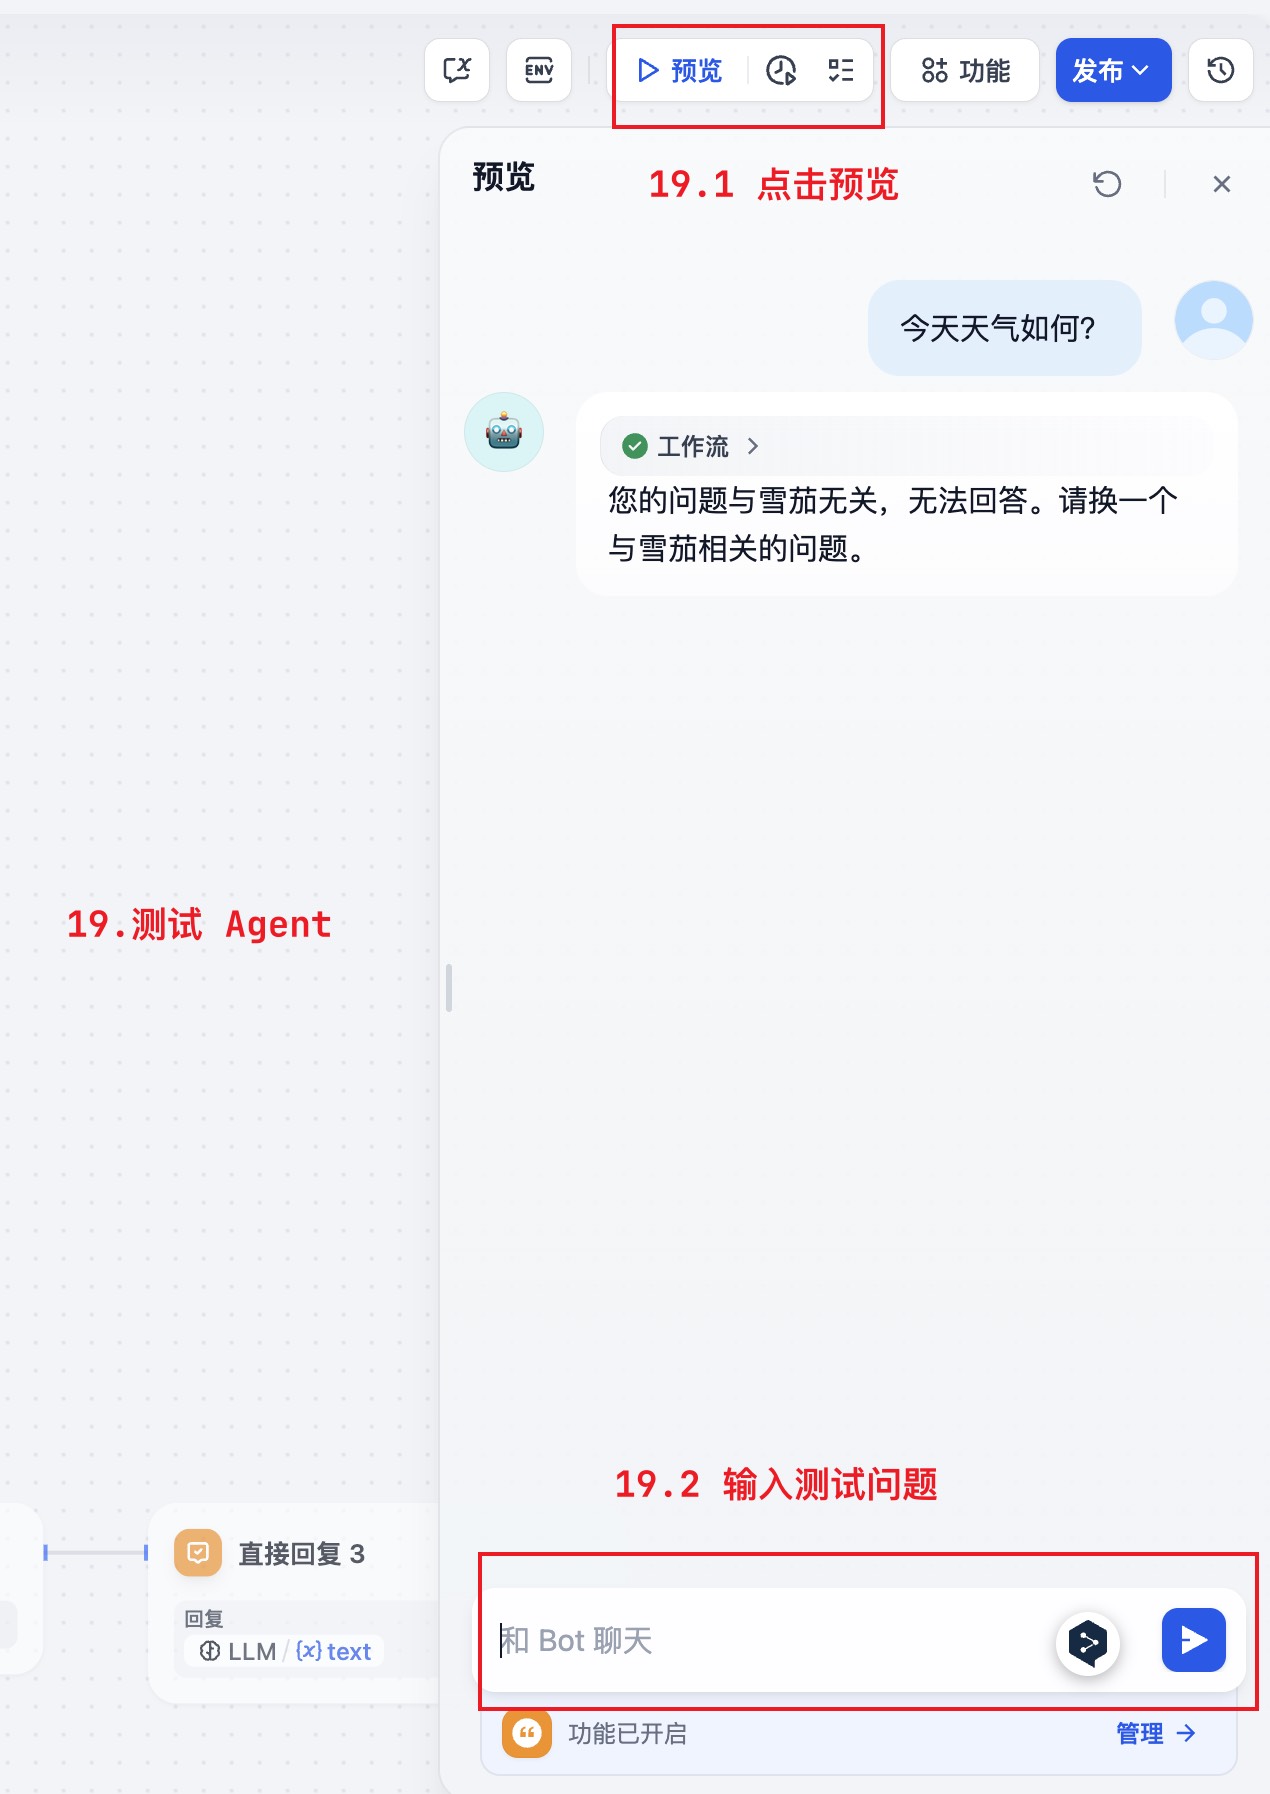 ENV
预览
功能
发布
预览
19.1 点击预览
今天天气如何?
工作流
您的问题与雪茄无关，无法回答。请换一个
与雪茄相关的问题。
19.测试 Agent
19.2 输入测试问题
直接回复 3
回复
LLM / {x} text
和 Bot 聊天
功能已开启
管理